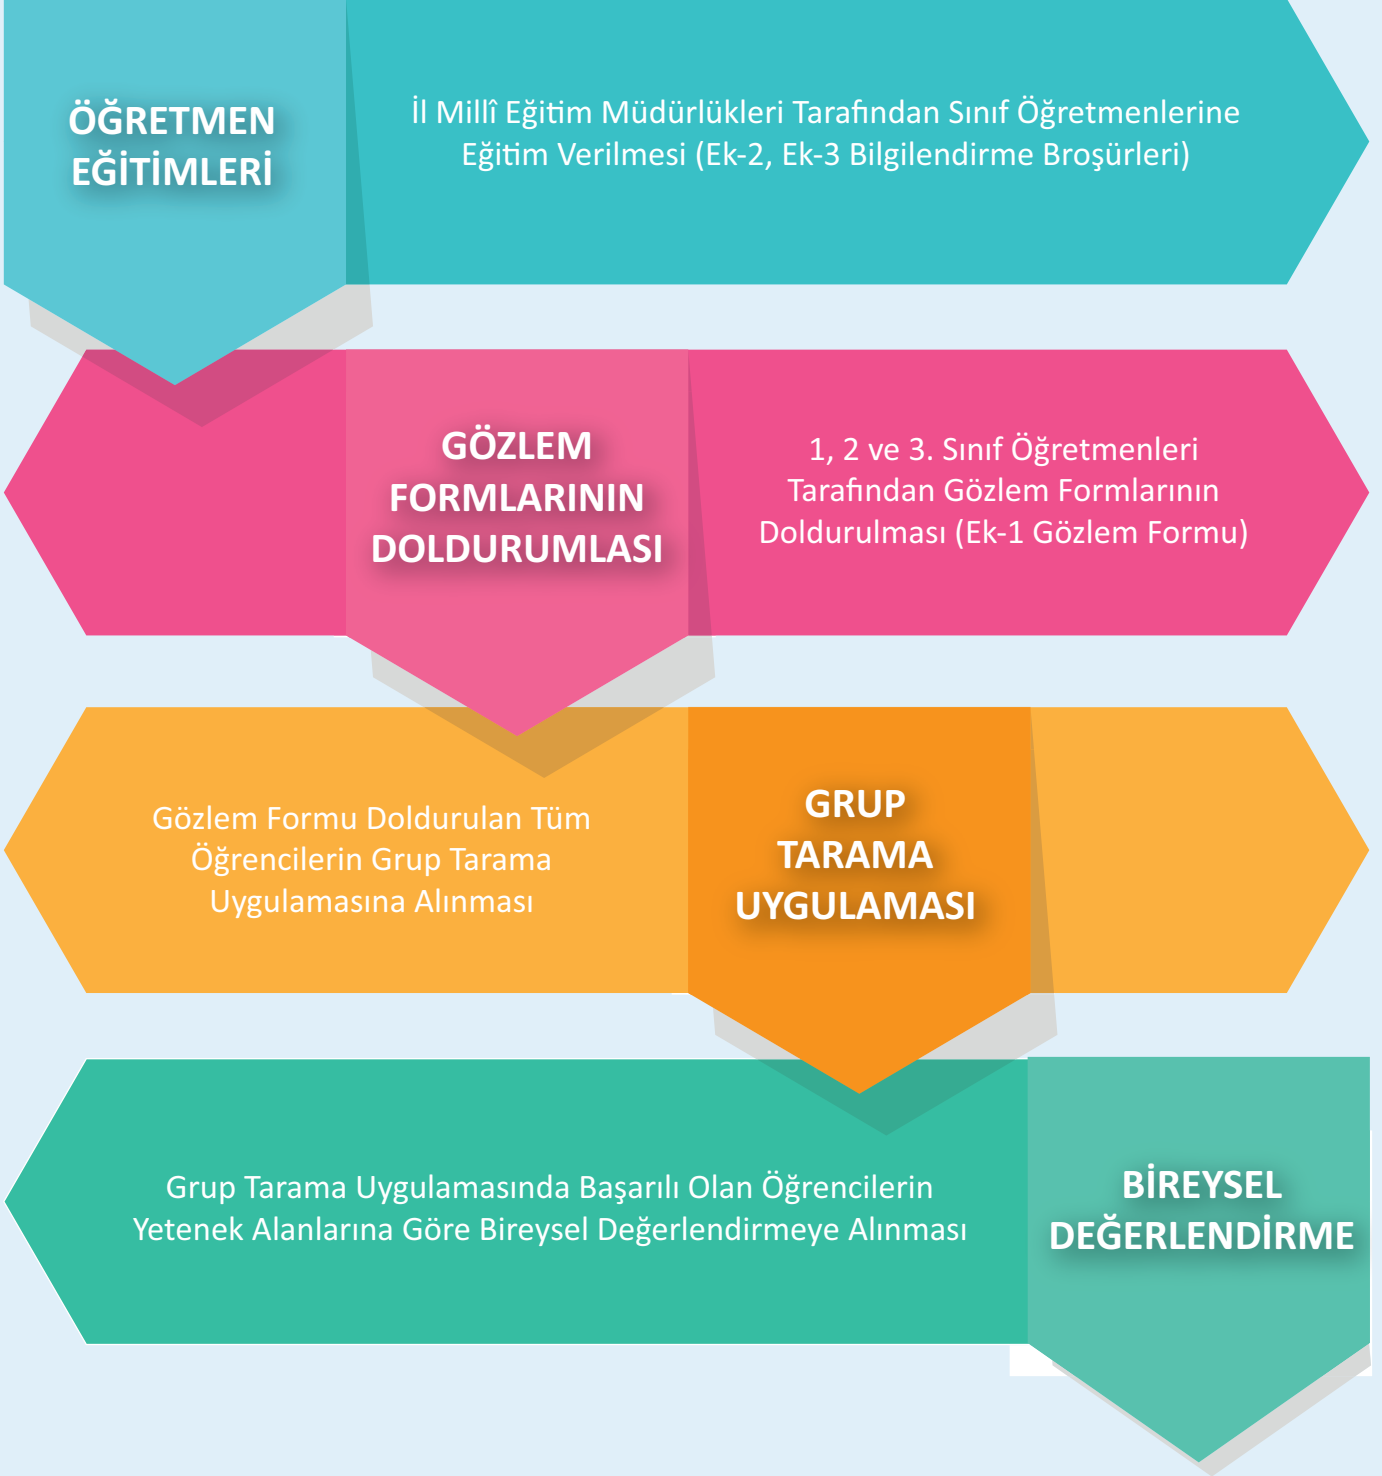 ÖĞRETMEN
EĞİTİMLERİ
İl Millî Eğitim Müdürlükleri Tarafından Sınıf Öğretmenlerine
Eğitim Verilmesi (Ek-2, Ek-3 Bilgilendirme Broşürleri)
GÖZLEM
FORMLARININ
DOLDURUMLASI
1, 2 ve 3. Sınıf Öğretmenleri
Tarafından Gözlem Formlarının
Doldurulması (Ek-1 Gözlem Formu)
Gözlem Formu Doldurulan Tüm
Öğrencilerin Grup Tarama
Uygulamasına Alınması
GRUP
TARAMA
UYGULAMASI
Grup Tarama Uygulamasında Başarılı Olan Öğrencilerin
Yetenek Alanlarına Göre Bireysel Değerlendirmeye Alınması
BİREYSEL
DEĞERLENDİRME